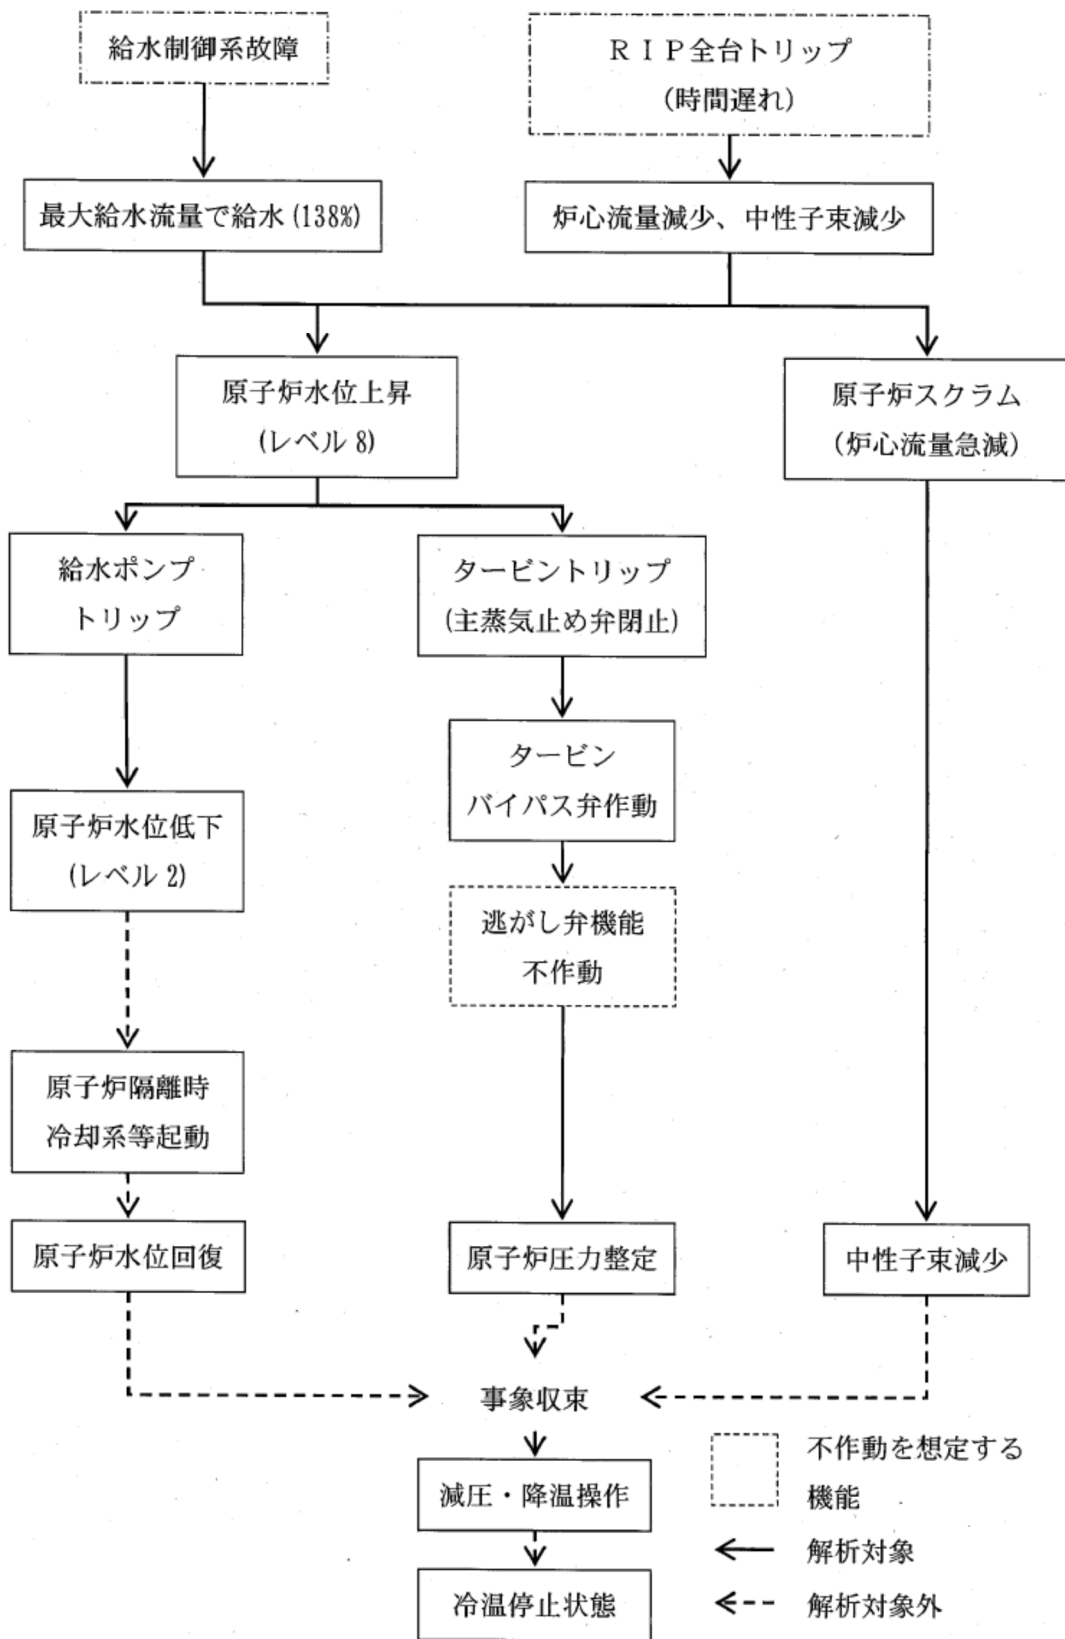 給水制御系故障
ＲＩＰ全台トリップ
(時間遅れ)
最大給水流量で給水(138%)
炉心流量減少、中性子束減少
原子炉水位上昇
(レベル 8)
原子炉スクラム
(炉心流量急減)
給水ポンプ
トリップ
タービントリップ
(主蒸気止め弁閉止)
タービン
バイパス弁作動
原子炉水位低下
(レベル 2)
逃がし弁機能
不作動
原子炉隔離時
冷却系等起動
原子炉水位回復
原子炉圧力整定
中性子束減少
事象収束
減圧・降温操作
冷温停止状態
不作動を想定する
機能
解析対象
解析対象外